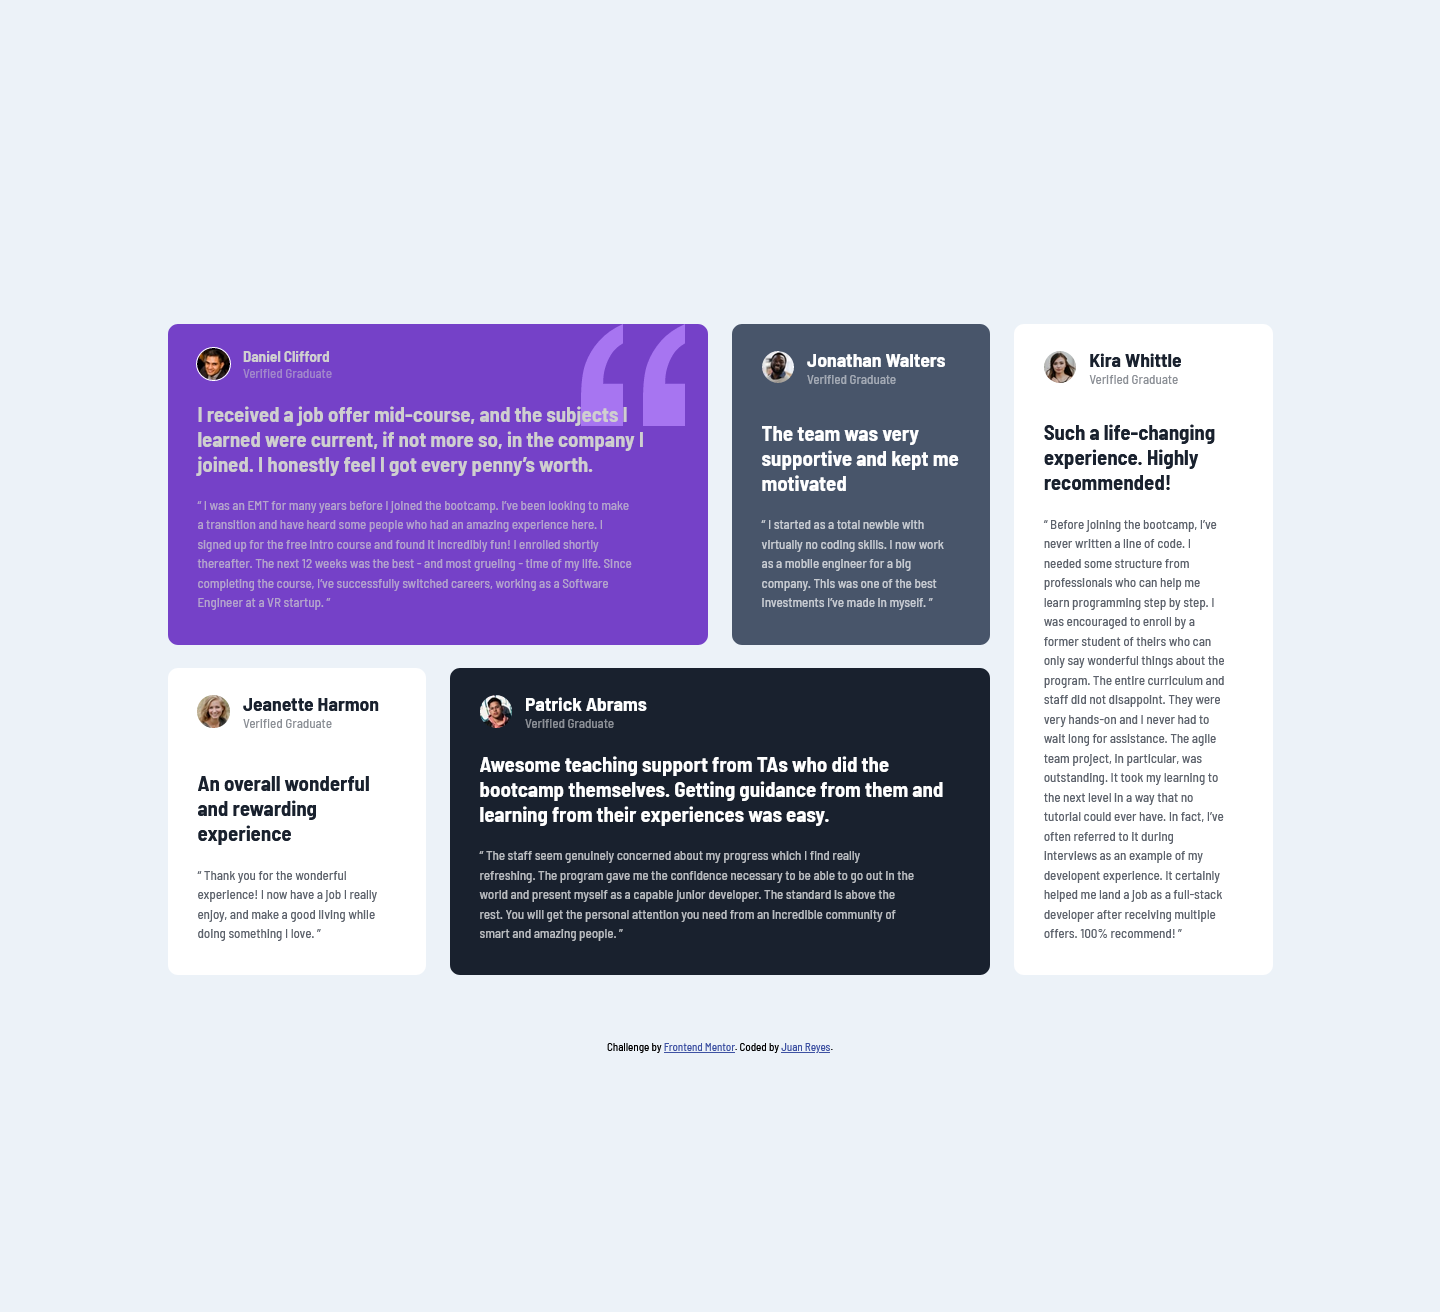 Daniel Clifford
Verified Graduate
I received a job offer mid-course, and the subjects I
learned were current, if not more so, in the company I
joined. I honestly feel I got every penny’s worth.
“ I was an EMT for many years before I joined the bootcamp. I’ve been looking to make
a transition and have heard some people who had an amazing experience here. I
signed up for the free intro course and found it incredibly fun! I enrolled shortly
thereafter. The next 12 weeks was the best - and most grueling - time of my life. Since
completing the course, I’ve successfully switched careers, working as a Software
Engineer at a VR startup. ”
Jonathan Walters
Verified Graduate
The team was very
supportive and kept me
motivated
“ I started as a total newbie with
virtually no coding skills. I now work
as a mobile engineer for a big
company. This was one of the best
investments I’ve made in myself. ”
Kira Whittle
Verified Graduate
Such a life-changing
experience. Highly
recommended!
“ Before joining the bootcamp, I’ve
never written a line of code. I
needed some structure from
professionals who can help me
learn programming step by step. I
was encouraged to enroll by a
former student of theirs who can
only say wonderful things about the
program. The entire curriculum and
staff did not disappoint. They were
very hands-on and I never had to
wait long for assistance. The agile
team project, in particular, was
outstanding. It took my learning to
the next level in a way that no
tutorial could ever have. In fact, I’ve
often referred to it during
interviews as an example of my
developent experience. It certainly
helped me land a job as a full-stack
developer after receiving multiple
offers. 100% recommend! ”
Jeanette Harmon
Verified Graduate
An overall wonderful
and rewarding
experience
“ Thank you for the wonderful
experience! I now have a job I really
enjoy, and make a good living while
doing something I love. ”
Patrick Abrams
Verified Graduate
Awesome teaching support from TAs who did the
bootcamp themselves. Getting guidance from them and
learning from their experiences was easy.
“ The staff seem genuinely concerned about my progress which I find really
refreshing. The program gave me the confidence necessary to be able to go out in the
world and present myself as a capable junior developer. The standard is above the
rest. You will get the personal attention you need from an incredible community of
smart and amazing people. ”
Challenge by Frontend Mentor. Coded by Juan Reyes.